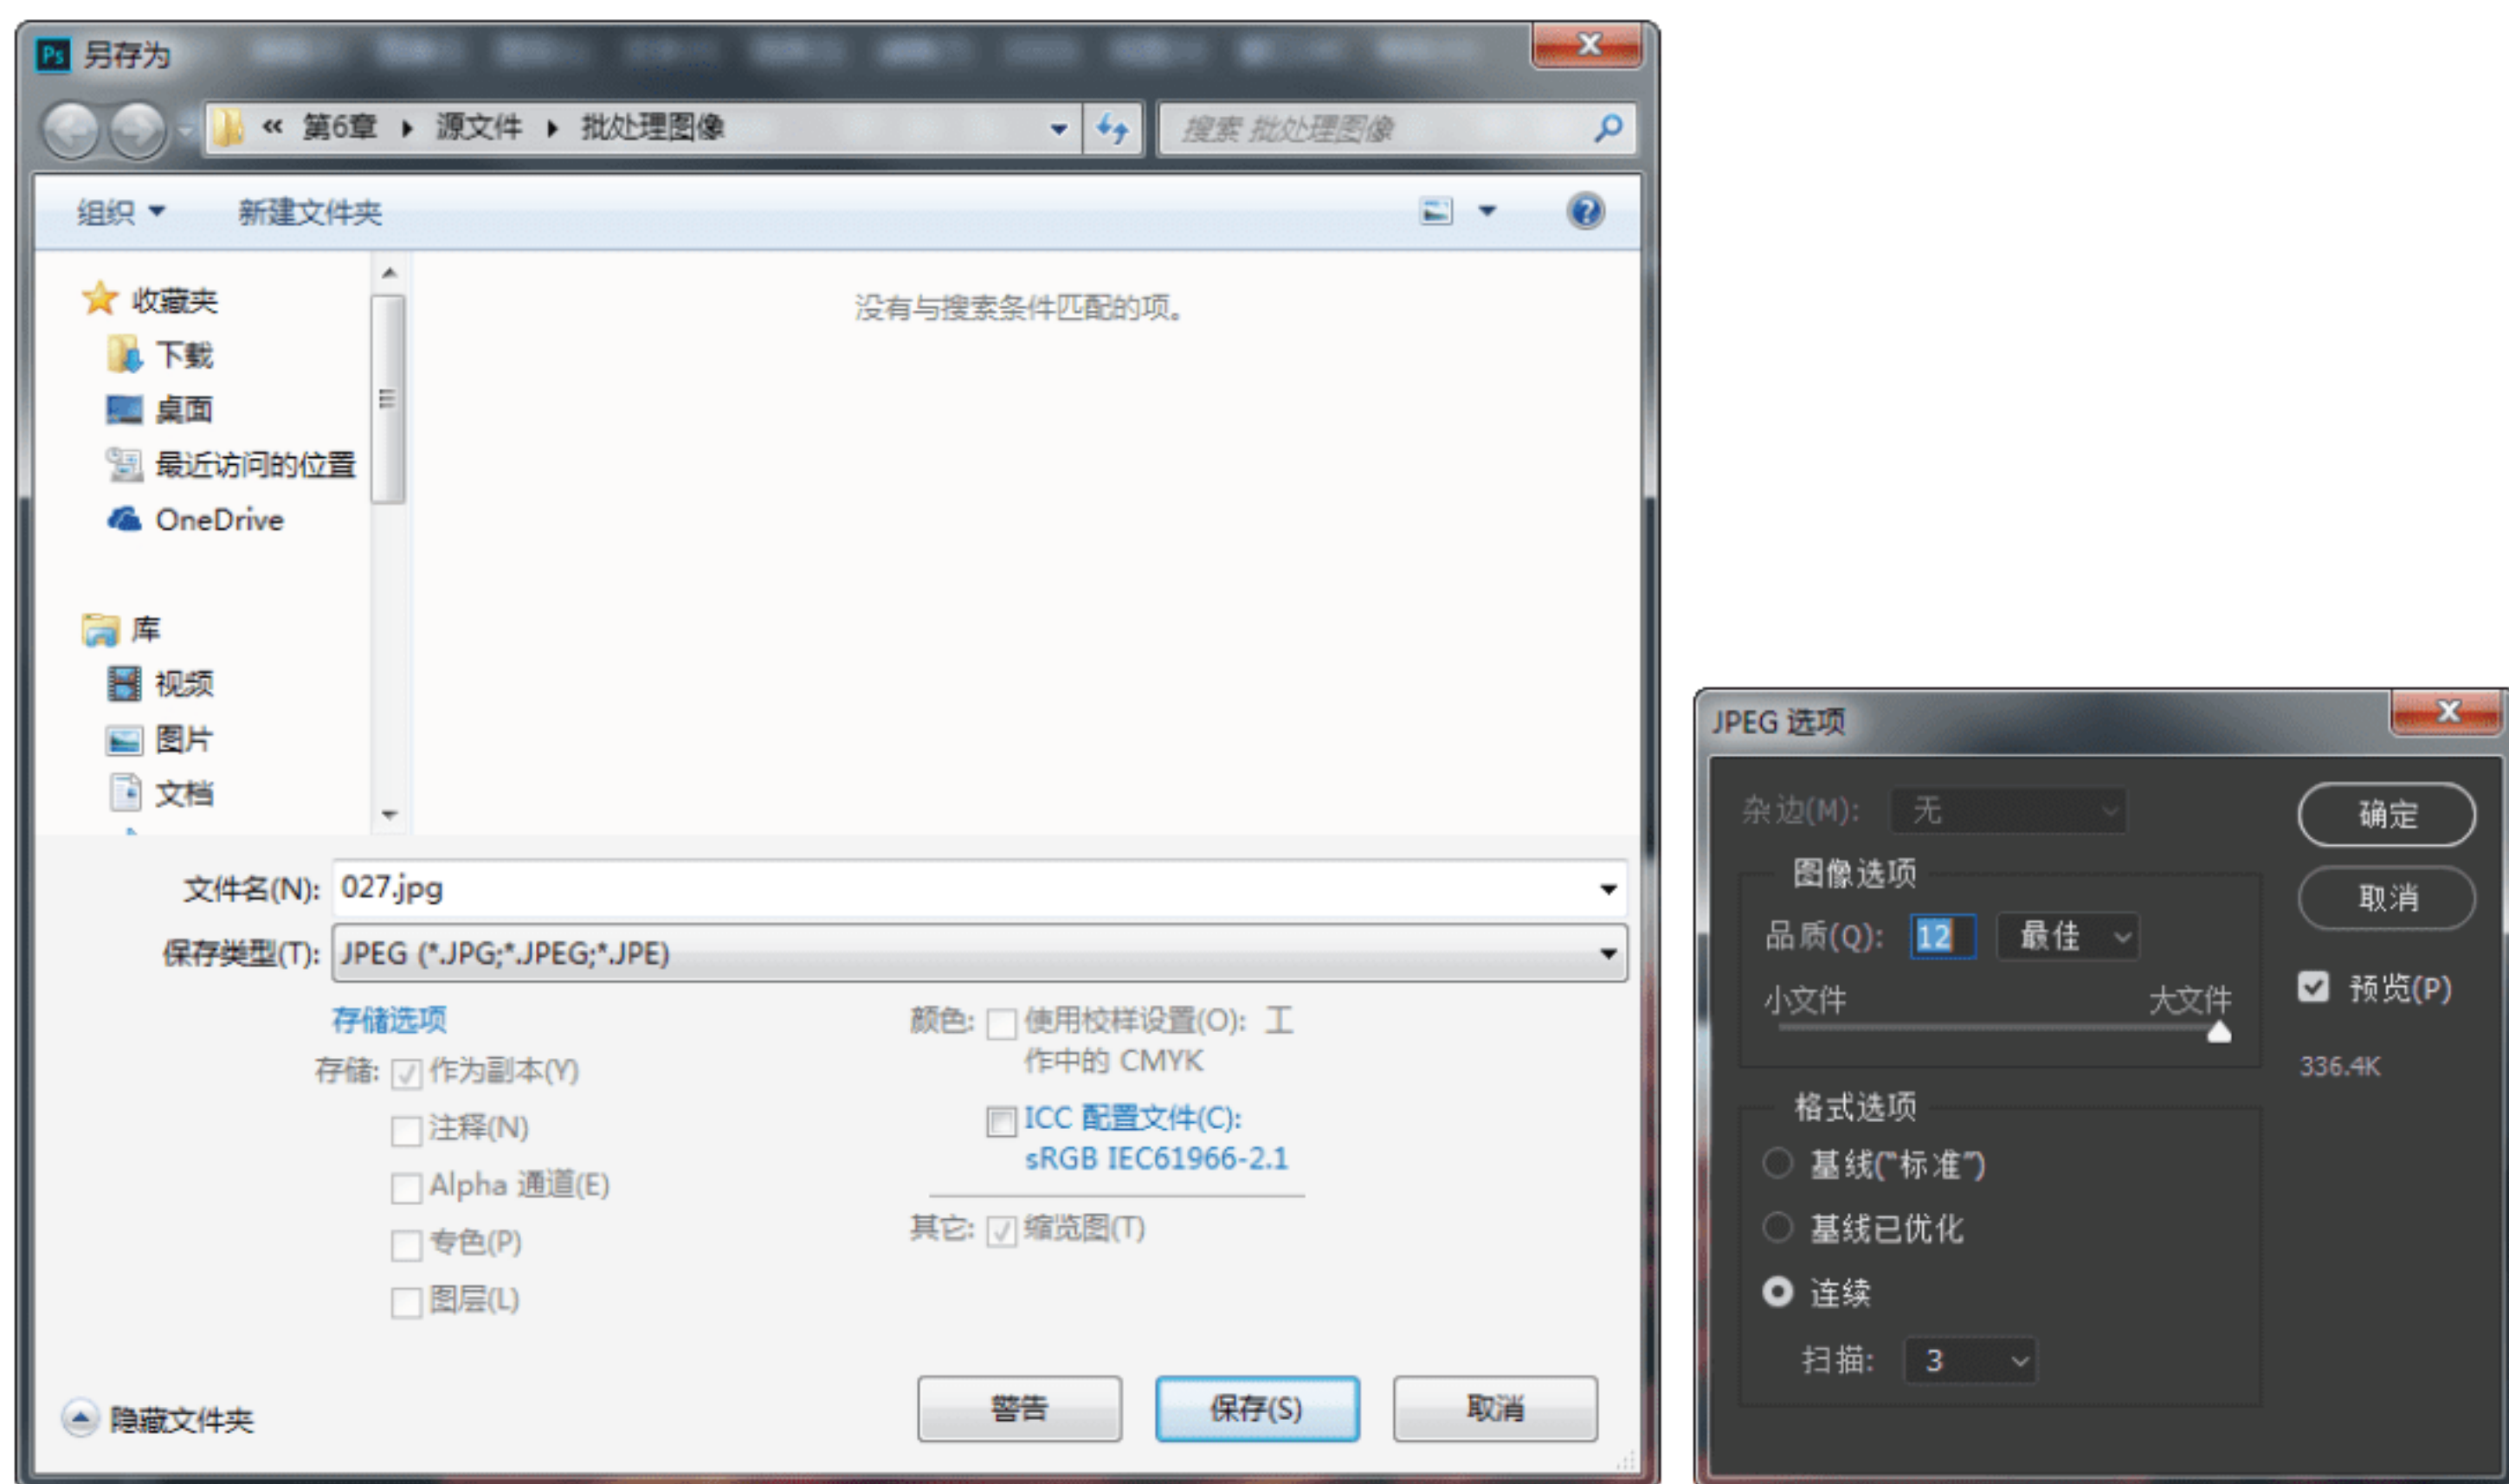 Ps 另存为
« 第6章 源文件 批处理图像
搜索 批处理图像
组织
新建文件夹
收藏夹
下载
桌面
最近访问的位置
OneDrive
库
视频
图片
文档
没有与搜索条件匹配的项。
文件名(N): 027.jpg
保存类型(T): JPEG (*.JPG;*.JPEG;*.JPE)
存储选项
存储: 作为副本(Y)
注释(N)
Alpha 通道(E)
专色(P)
图层(L)
颜色: 使用校样设置(O): 工
作中的 CMYK
ICC 配置文件(C):
sRGB IEC61966-2.1
其它: 缩览图(T)
隐藏文件夹
警告
保存(S)
取消
JPEG 选项
杂边(M): 无
图像选项
品质(Q): 12 最佳
小文件 大文件
格式选项
基线("标准")
基线已优化
连续
扫描: 3
确定
取消
预览(P)
336.4K